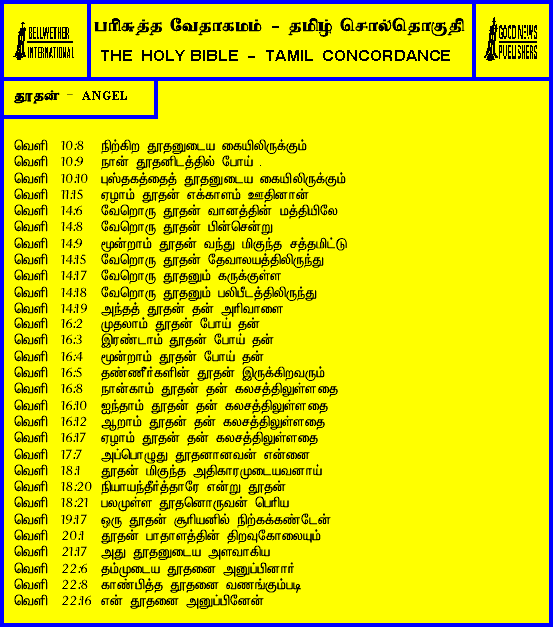 BELLWETHER
INTERNATIONAL
பரிசுத்த வேதாகமம் - தமிழ் சொல்தொகுதி
THE HOLY BIBLE - TAMIL CONCORDANCE
GOOD NEWS
PUBLISHERS
தூதன் - ANGEL
வெளி 10:8 நிற்கிற தூதனுடைய கையிலிருக்கும்
வெளி 10:9 நான் தூதனிடத்தில் போய் .
வெளி 10:10 புஸ்தகத்தைத் தூதனுடைய கையிலிருக்கும்
வெளி 11:15 ஏழாம் தூதன் எக்காளம் ஊதினான்
வெளி 14:6 வேறொரு தூதன் வானத்தின் மத்தியிலே
வெளி 14:8 வேறொரு தூதன் பின்சென்று
வெளி 14:9 மூன்றாம் தூதன் வந்து மிகுந்த சத்தமிட்டு
வெளி 14:15 வேறொரு தூதன் தேவாலயத்திலிருந்து
வெளி 14:17 வேறொரு தூதனும் கருக்குள்ள
வெளி 14:18 வேறொரு தூதனும் பலிபீடத்திலிருந்து
வெளி 14:19 அந்தத் தூதன் தன் அரிவாளை
வெளி 16:2 முதலாம் தூதன் போய் தன்
வெளி 16:3 இரண்டாம் தூதன் போய் தன்
வெளி 16:4 மூன்றாம் தூதன் போய் தன்
வெளி 16:5 தண்ணீர்களின் தூதன் இருக்கிறவரும்
வெளி 16:8 நான்காம் தூதன் தன் கலசத்திலுள்ளதை
வெளி 16:10 ஐந்தாம் தூதன் தன் கலசத்திலுள்ளதை
வெளி 16:12 ஆறாம் தூதன் தன் கலசத்திலுள்ளதை
வெளி 16:17 ஏழாம் தூதன் தன் கலசத்திலுள்ளதை
வெளி 17:7 அப்பொழுது தூதனானவன் என்னை
வெளி 18:1 தூதன் மிகுந்த அதிகாரமுடையவனாய்
வெளி 18:20 நியாயந்தீர்த்தாரே என்று தூதன்
வெளி 18:21 பலமுள்ள தூதனொருவன் பெரிய
வெளி 19:17 ஒரு தூதன் சூரியனில் நிற்கக்கண்டேன்
வெளி 20:1 தூதன் பாதாளத்தின் திறவுகோலையும்
வெளி 21:17 அது தூதனுடைய அளவாகிய
வெளி 22:6 தம்முடைய தூதனை அனுப்பினார்
வெளி 22:8 காண்பித்த தூதனை வணங்கும்படி
வெளி 22:16 என் தூதனை அனுப்பினேன்